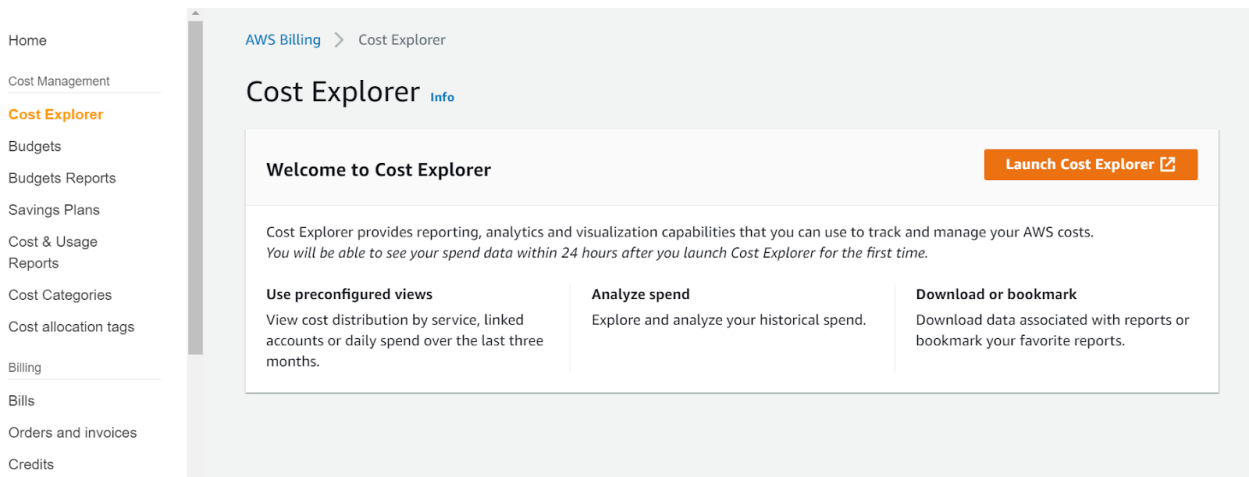 Home
Cost Management
Cost Explorer
Budgets
Budgets Reports
Savings Plans
Cost & Usage
Reports
Cost Categories
Cost allocation tags
Billing
Bills
Orders and invoices
Credits
AWS Billing > Cost Explorer
Cost Explorer Info
Welcome to Cost Explorer
Launch Cost Explorer
Cost Explorer provides reporting, analytics and visualization capabilities that you can use to track and manage your AWS costs.
You will be able to see your spend data within 24 hours after you launch Cost Explorer for the first time.
Use preconfigured views
View cost distribution by service, linked
accounts or daily spend over the last three
months.
Analyze spend
Explore and analyze your historical spend.
Download or bookmark
Download data associated with reports or
bookmark your favorite reports.